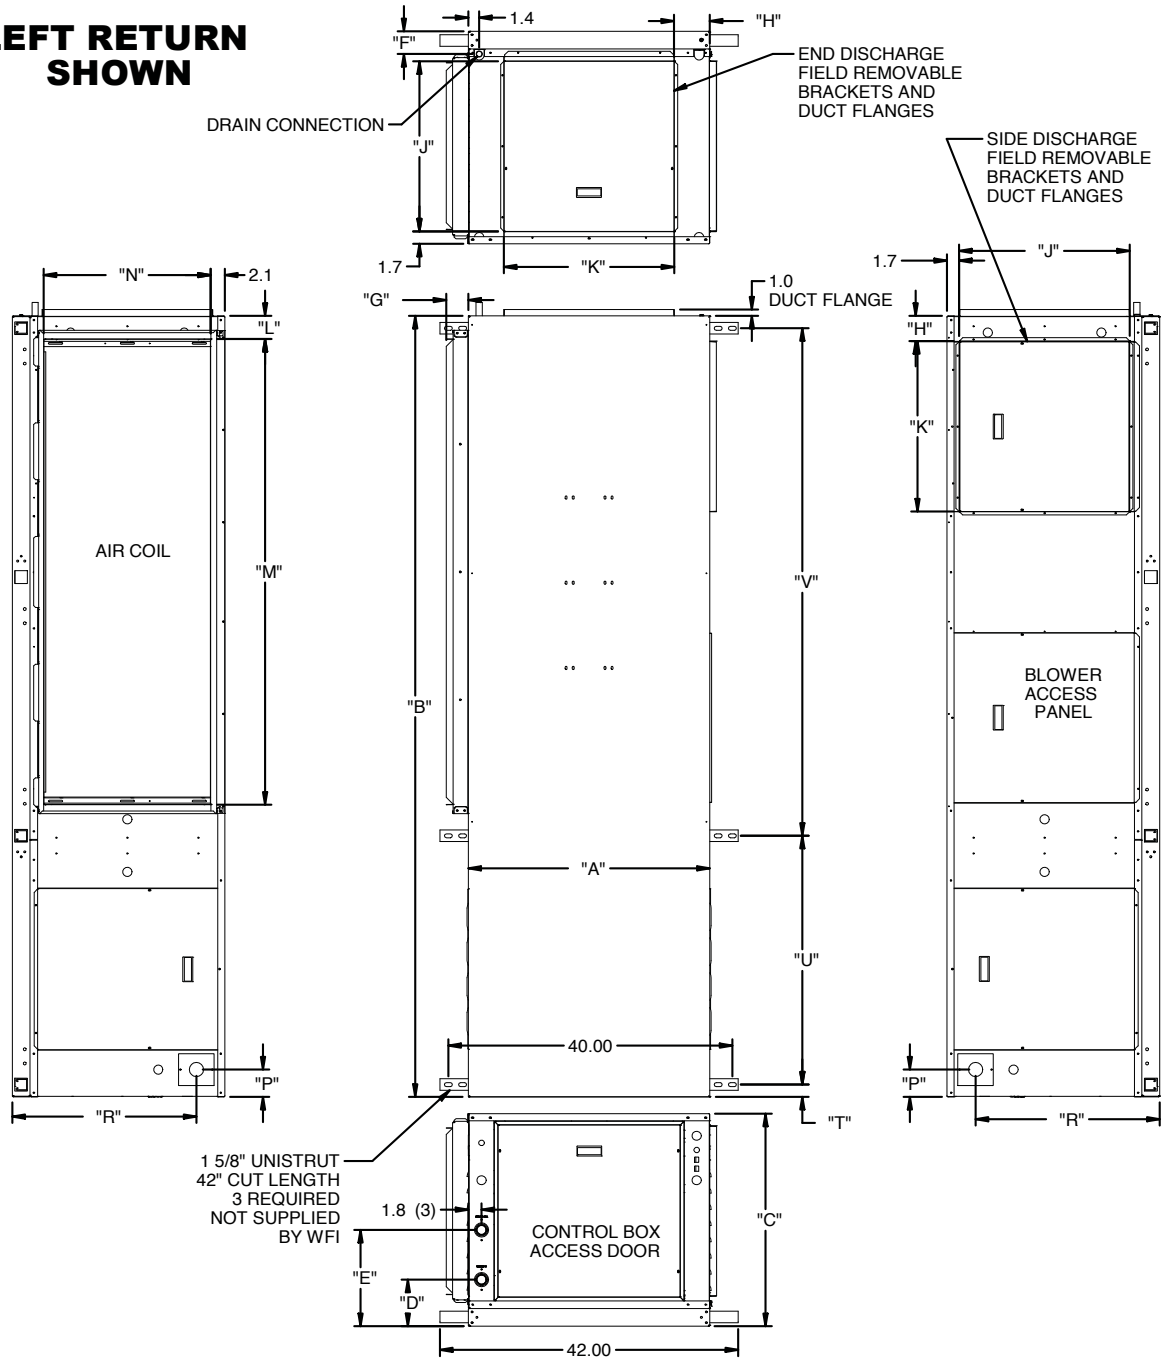 LEFT RETURN
SHOWN
"F"
1.4
"H"
END DISCHARGE
FIELD REMOVABLE
BRACKETS AND
DUCT FLANGES
DRAIN CONNECTION
"J"
SIDE DISCHARGE
FIELD REMOVABLE
BRACKETS AND
DUCT FLANGES
1.7
"K"
"N"
2.1
"L"
"G"
1.0
DUCT FLANGE
1.7
"J"
"H"
"K"
AIR COIL
"M"
"B"
"V"
BLOWER
ACCESS
PANEL
"A"
"U"
40.00
"P"
"R"
"T"
"P"
"R"
1 5/8" UNISTRUT
42" CUT LENGTH
3 REQUIRED
NOT SUPPLIED
BY WFI
1.8 (3)
CONTROL BOX
ACCESS DOOR
"C"
"E"
"D"
42.00